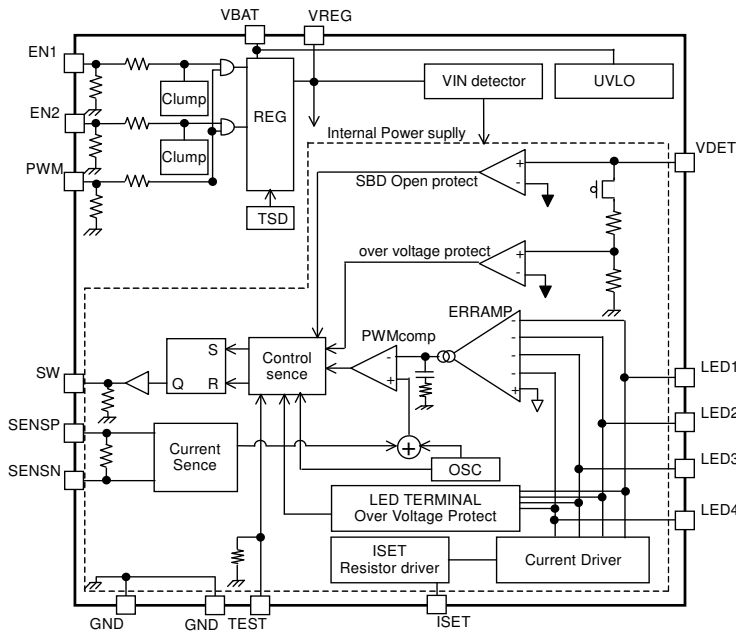 VBAT
VREG
EN1
Clump
REG
VIN detector
UVLO
EN2
Clump
Internal Power suplly
PWM
TSD
+
-
SBD Open protect
VDET
over voltage protect
+
-
ERRAMP
PWMcomp
-
-
-
-
+
-
+
S
R
Q
Control
sence
SW
LED1
LED2
LED3
LED4
SENSP
SENSN
Current
Sence
+
OSC
LED TERMINAL
Over Voltage Protect
ISET
Resistor driver
Current Driver
GND
GND
TEST
ISET